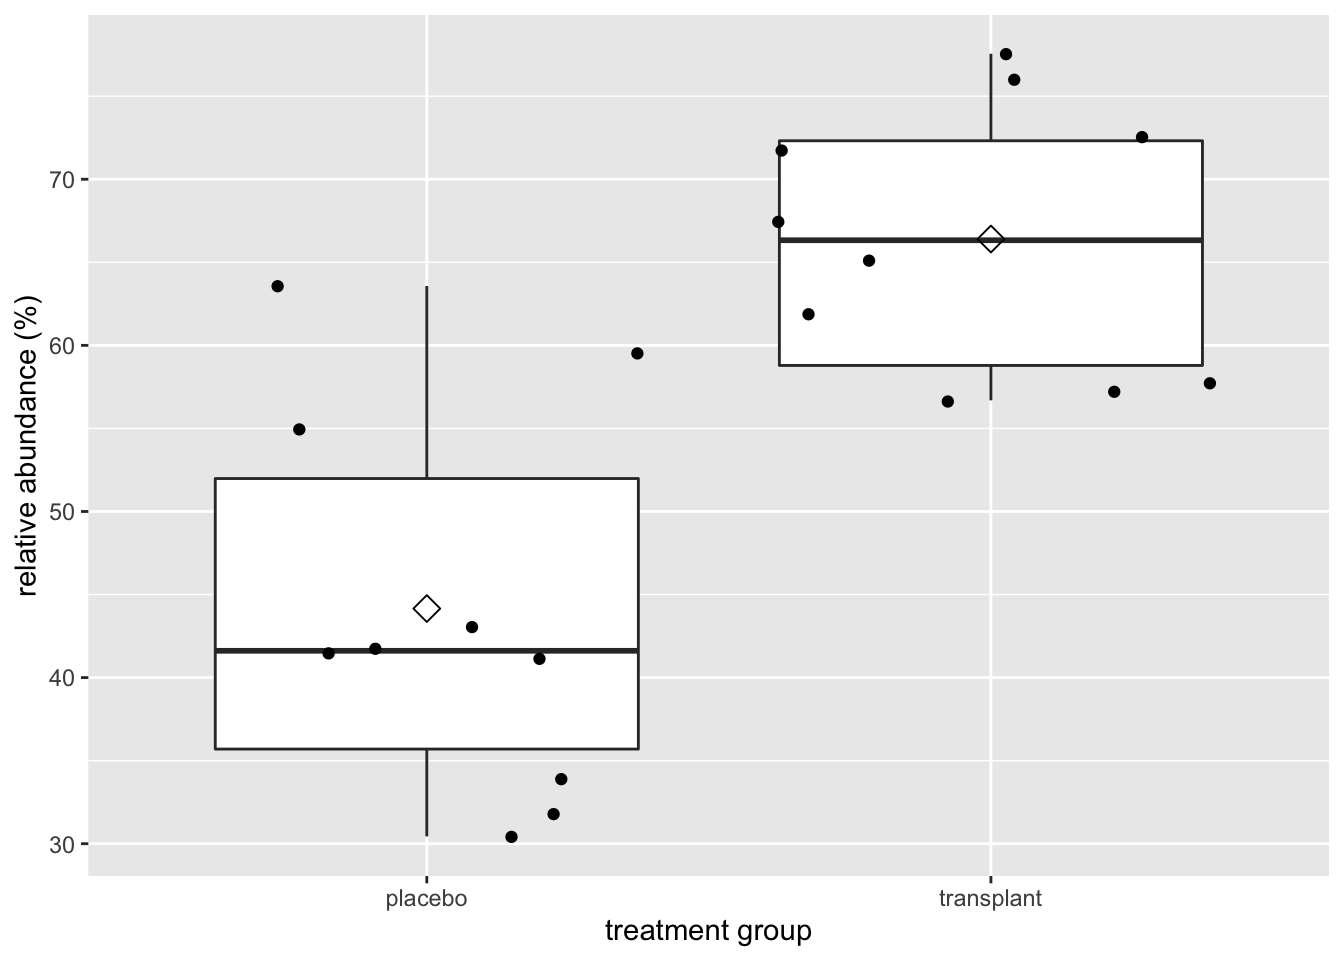 relative abundance (%)
70
60
50
40
30
placebo
transplant
treatment group